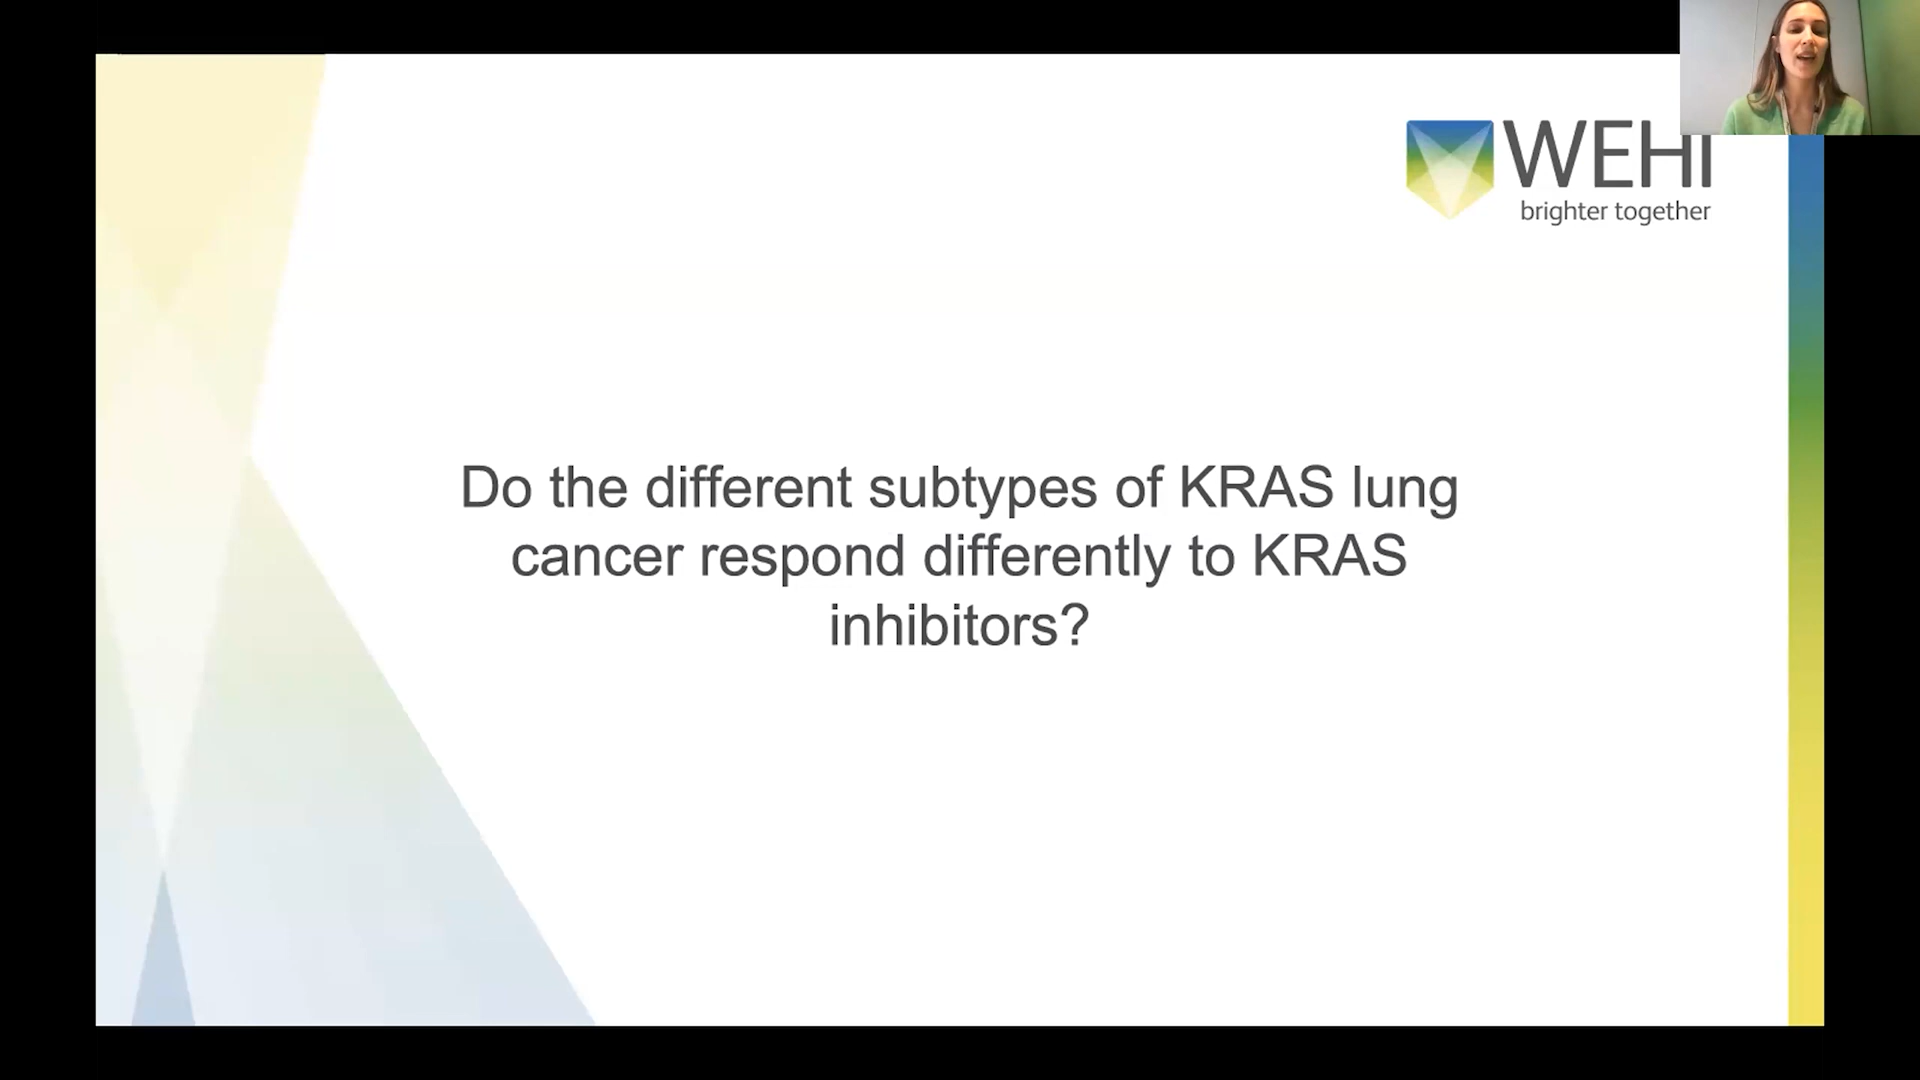 WEHI
brighter together
Do the different subtypes of KRAS lung
cancer respond differently to KRAS
inhibitors?